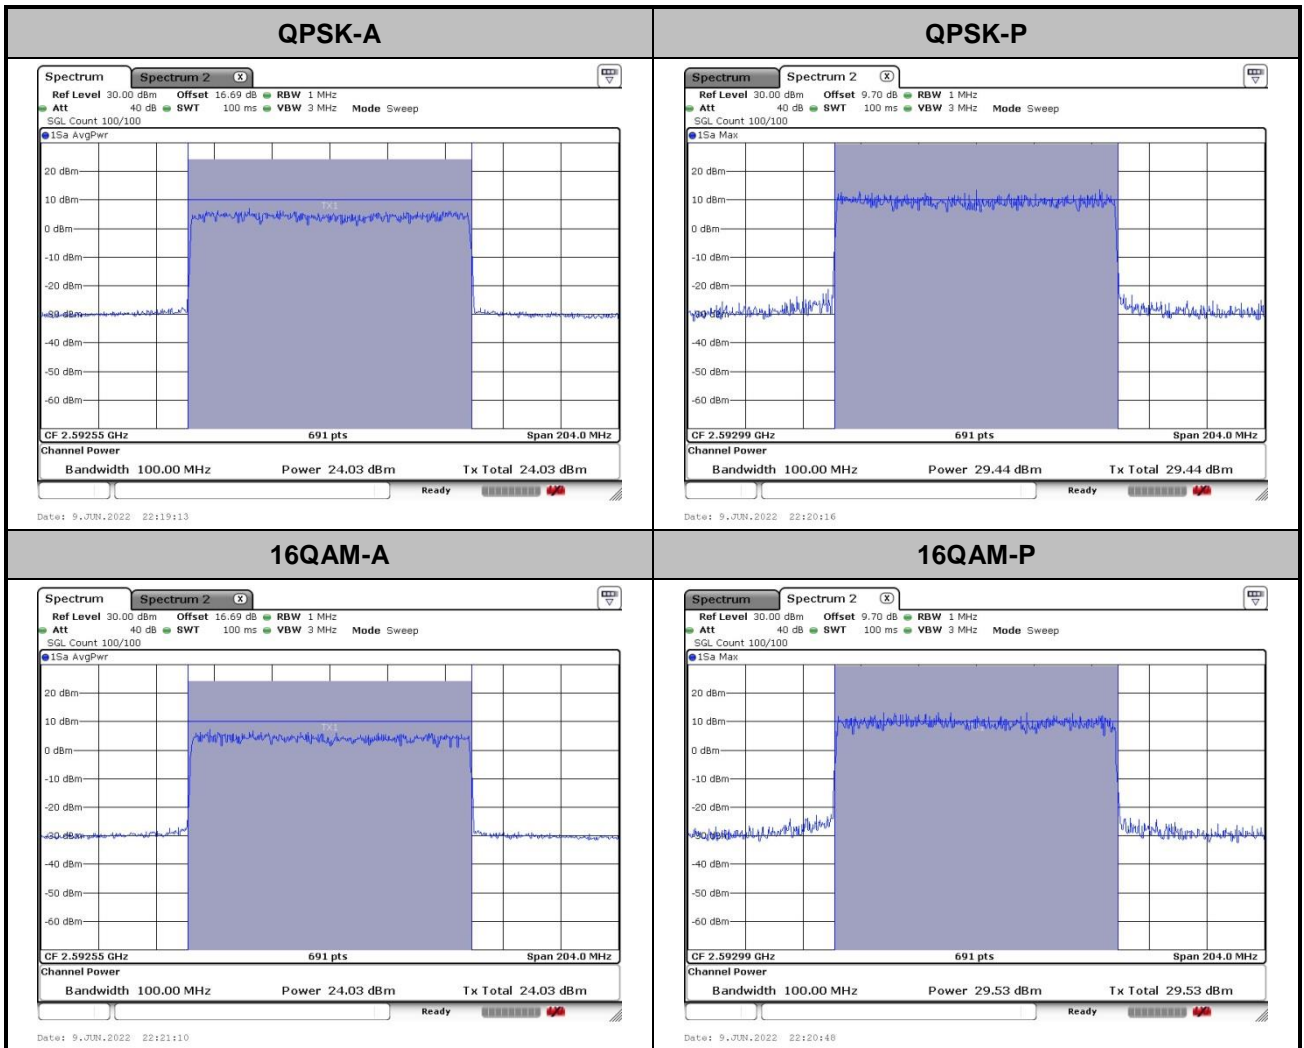 QPSK-A
QPSK-P
Spectrum Spectrum 2 X
Ref Level 30.00 dBm Offset 16.69 dB RBW 1 MHz
Att 40 dB SWT 100 ms VBW 3 MHz Mode Sweep
SGL Count 100/100
1Sa AvgPwr
20 dBm
10 dBm
TX1
0 dBm
-10 dBm
-20 dBm
-30 dBm
-40 dBm
-50 dBm
-60 dBm
CF 2.59255 GHz 691 pts Span 204.0 MHz
Channel Power
Bandwidth 100.00 MHz Power 24.03 dBm Tx Total 24.03 dBm
Ready
Date: 9.JUN.2022 22:19:13
Spectrum Spectrum 2 X
Ref Level 30.00 dBm Offset 9.70 dB RBW 1 MHz
Att 40 dB SWT 100 ms VBW 3 MHz Mode Sweep
SGL Count 100/100
1Sa Max
20 dBm
10 dBm
0 dBm
-10 dBm
-20 dBm
-30 dBm
-40 dBm
-50 dBm
-60 dBm
CF 2.59299 GHz 691 pts Span 204.0 MHz
Channel Power
Bandwidth 100.00 MHz Power 29.44 dBm Tx Total 29.44 dBm
Ready
Date: 9.JUN.2022 22:20:16
16QAM-A
16QAM-P
Spectrum Spectrum 2 X
Ref Level 30.00 dBm Offset 16.69 dB RBW 1 MHz
Att 40 dB SWT 100 ms VBW 3 MHz Mode Sweep
SGL Count 100/100
1Sa AvgPwr
20 dBm
10 dBm
TX1
0 dBm
-10 dBm
-20 dBm
-30 dBm
-40 dBm
-50 dBm
-60 dBm
CF 2.59255 GHz 691 pts Span 204.0 MHz
Channel Power
Bandwidth 100.00 MHz Power 24.03 dBm Tx Total 24.03 dBm
Ready
Date: 9.JUN.2022 22:21:10
Spectrum Spectrum 2 X
Ref Level 30.00 dBm Offset 9.70 dB RBW 1 MHz
Att 40 dB SWT 100 ms VBW 3 MHz Mode Sweep
SGL Count 100/100
1Sa Max
20 dBm
10 dBm
0 dBm
-10 dBm
-20 dBm
-30 dBm
-40 dBm
-50 dBm
-60 dBm
CF 2.59299 GHz 691 pts Span 204.0 MHz
Channel Power
Bandwidth 100.00 MHz Power 29.53 dBm Tx Total 29.53 dBm
Ready
Date: 9.JUN.2022 22:20:48